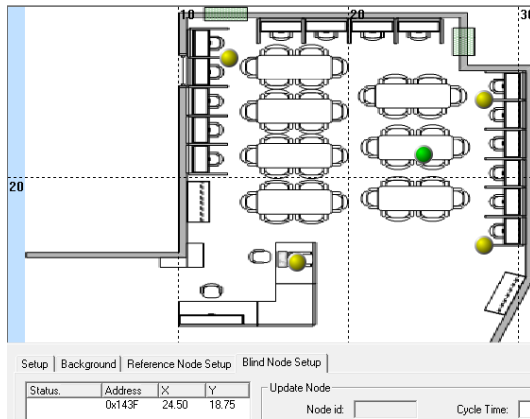 10 20 30
20
Setup Background Reference Node Setup Blind Node Setup
Status. Address X Y Update Node
0x143F 24.50 18.75 Node id: Cycle Time: